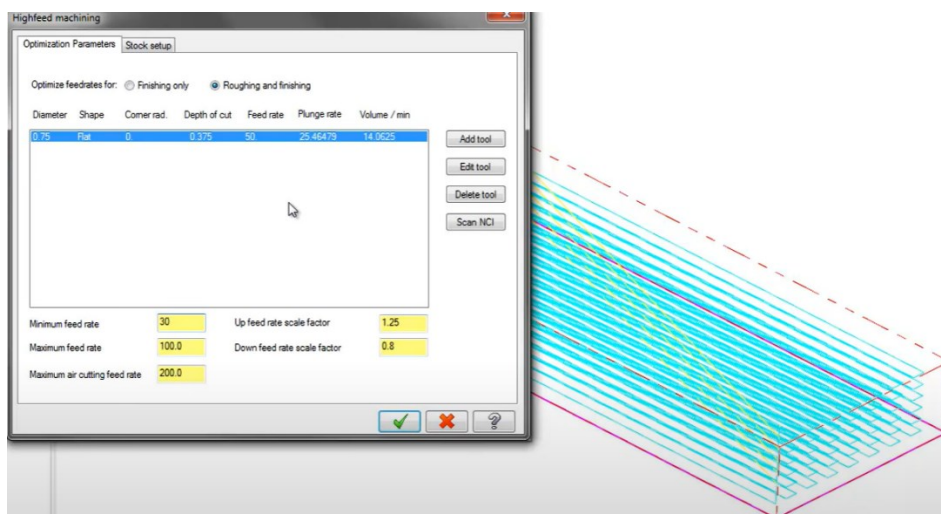 Highfeed machining
Optimization Parameters Stock setup
Optimize feedrates for: Finishing only Roughing and finishing
Diameter Shape Corner rad. Depth of cut Feed rate Plunge rate Volume / min
0.75 Flat 0. 0.375 50. 25.46479 14.0625
Add tool
Edit tool
Delete tool
Scan NCI
Minimum feed rate 30 Up feed rate scale factor 1.25
Maximum feed rate 100.0 Down feed rate scale factor 0.8
Maximum air cutting feed rate 200.0
?